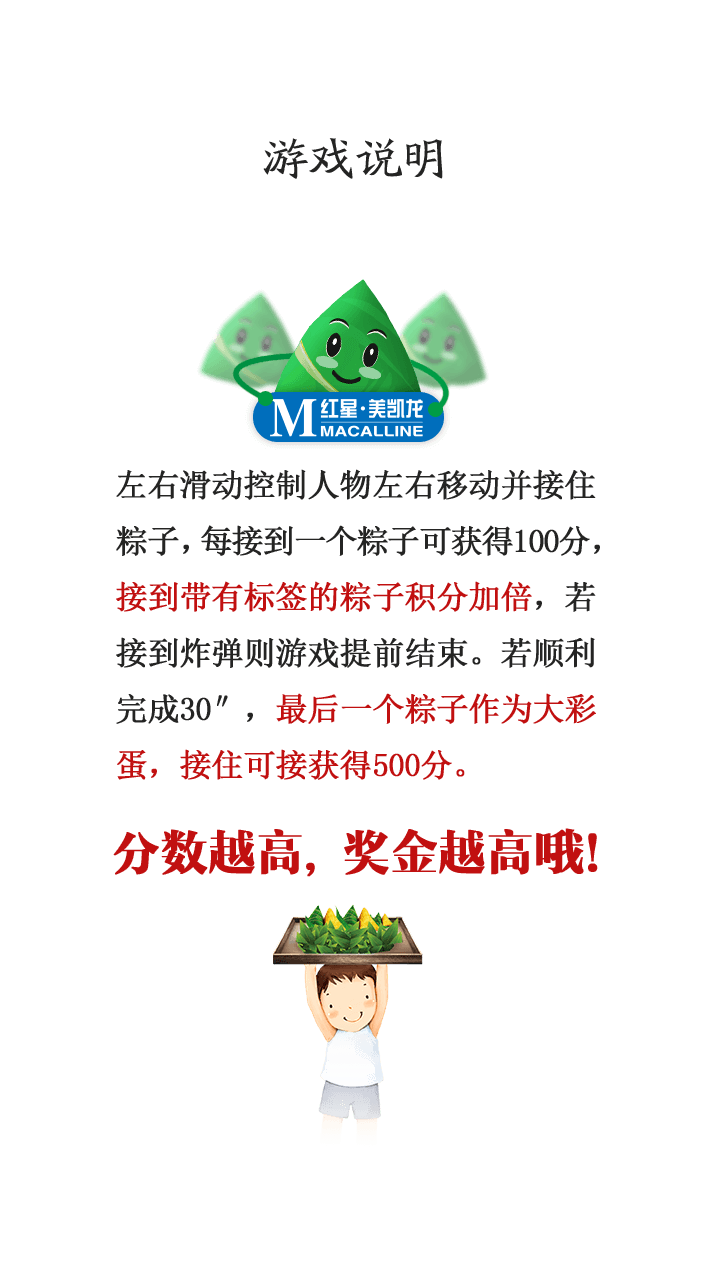 游戏说明
M 红星·美凯龙
MACALLINE
左右滑动控制人物左右移动并接住
粽子，每接到一个粽子可获得100分，
接到带有标签的粽子积分加倍，若
接到炸弹则游戏提前结束。若顺利
完成30″，最后一个粽子作为大彩
蛋，接住可接获得500分。
分数越高，奖金越高哦!